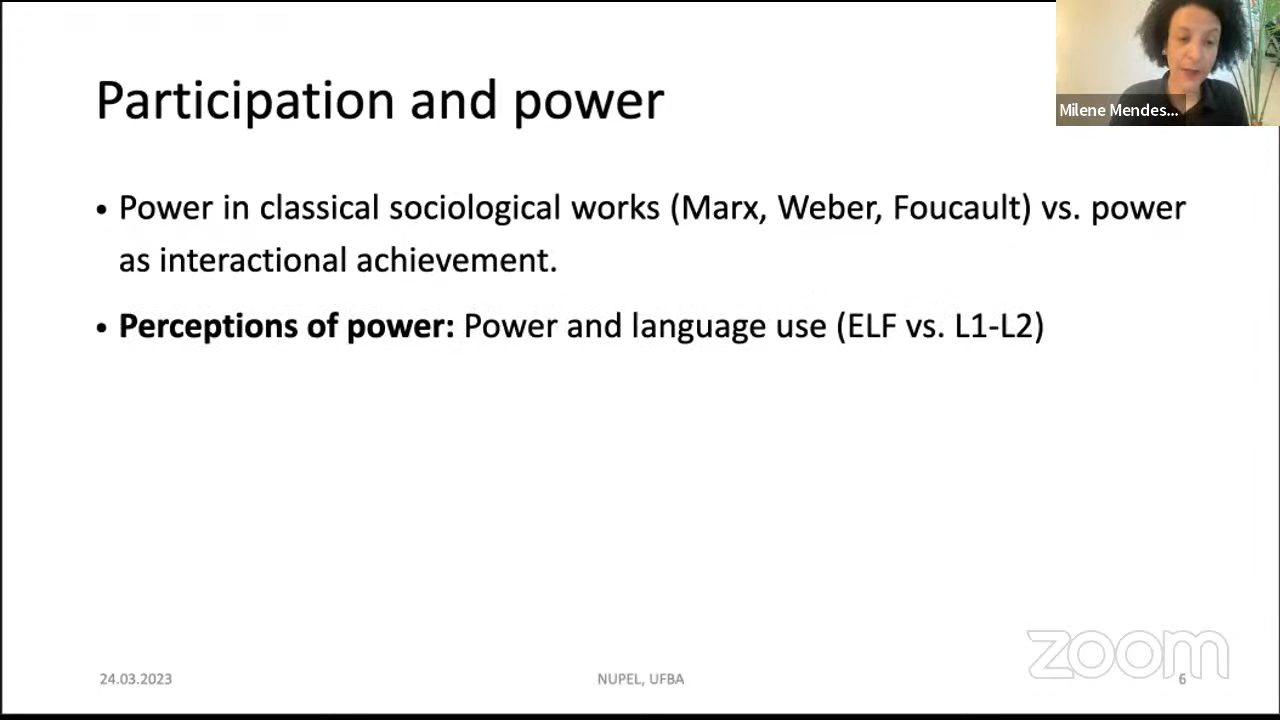 Participation and power
Milene Mendes...
• Power in classical sociological works (Marx, Weber, Foucault) vs. power
as interactional achievement.
• Perceptions of power: Power and language use (ELF vs. L1-L2)
zoom
24.03.2023
NUPEL, UFBA
6